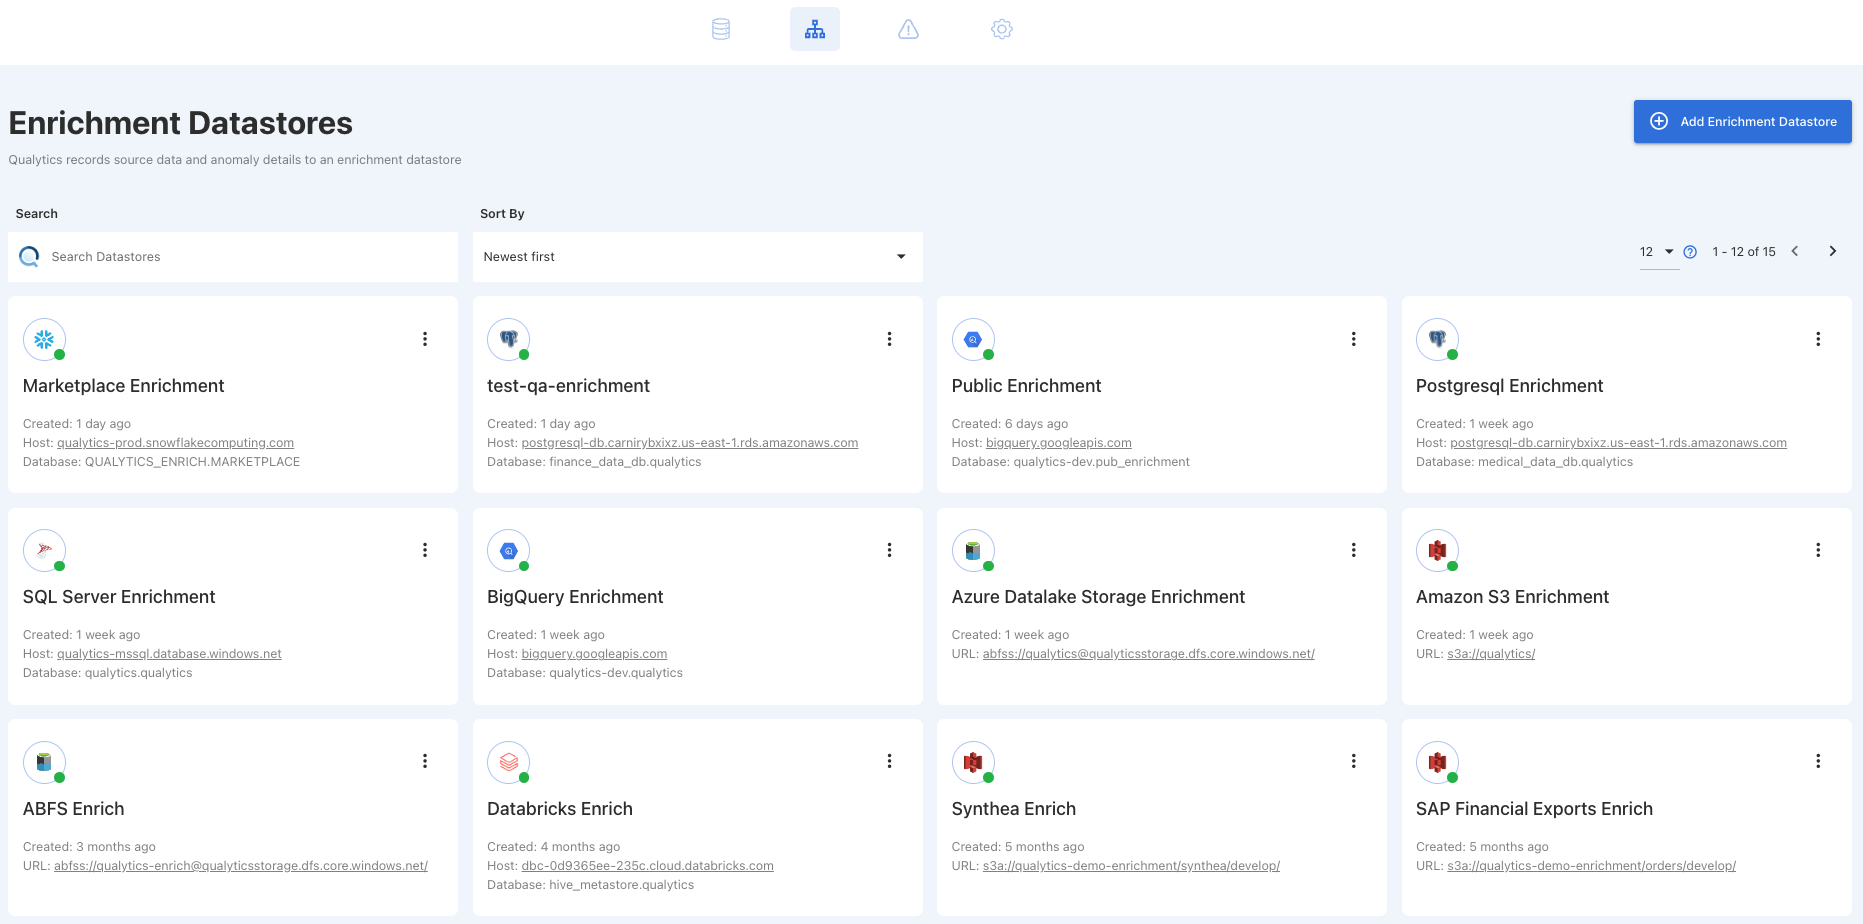 Enrichment Datastores
Add Enrichment Datastore
Qualytics records source data and anomaly details to an enrichment datastore
Search
Sort By
Search Datastores
Newest first
12
1 - 12 of 15
Marketplace Enrichment
Created: 1 day ago
Host: qualytics-prod.snowflakecomputing.com
Database: QUALYTICS_ENRICH.MARKETPLACE
test-qa-enrichment
Created: 1 day ago
Host: postgresql-db.carnirybxixz.us-east-1.rds.amazonaws.com
Database: finance_data_db.qualytics
Public Enrichment
Created: 6 days ago
Host: bigquery.googleapis.com
Database: qualytics-dev.pub_enrichment
Postgresql Enrichment
Created: 1 week ago
Host: postgresql-db.carnirybxixz.us-east-1.rds.amazonaws.com
Database: medical_data_db.qualytics
SQL Server Enrichment
Created: 1 week ago
Host: qualytics-mssql.database.windows.net
Database: qualytics.qualytics
BigQuery Enrichment
Created: 1 week ago
Host: bigquery.googleapis.com
Database: qualytics-dev.qualytics
Azure Datalake Storage Enrichment
Created: 1 week ago
URL: abfss://qualytics@qualyticsstorage.dfs.core.windows.net/
Amazon S3 Enrichment
Created: 1 week ago
URL: s3a://qualytics/
ABFS Enrich
Created: 3 months ago
URL: abfss://qualytics-enrich@qualyticsstorage.dfs.core.windows.net/
Databricks Enrich
Created: 4 months ago
Host: dbc-0d9365ee-235c.cloud.databricks.com
Database: hive_metastore.qualytics
Synthea Enrich
Created: 5 months ago
URL: s3a://qualytics-demo-enrichment/synthea/develop/
SAP Financial Exports Enrich
Created: 5 months ago
URL: s3a://qualytics-demo-enrichment/orders/develop/